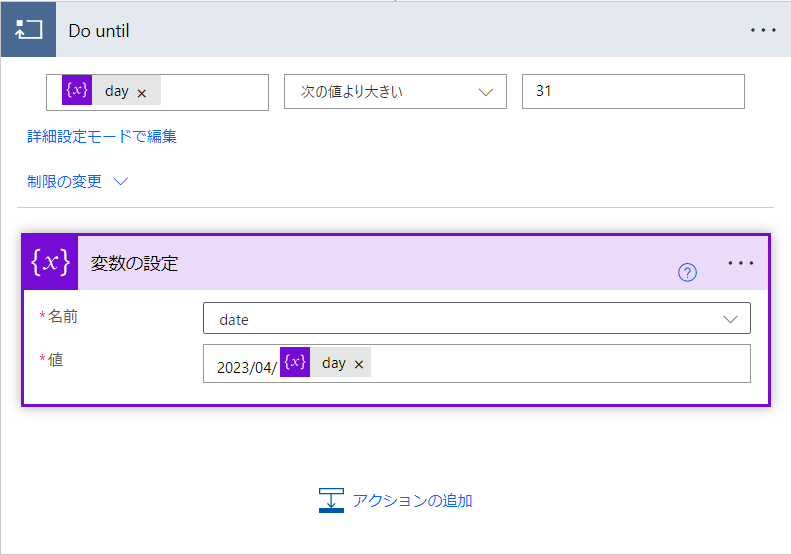 Do until ...
{x} day × 次の値より大きい 31
詳細設定モードで編集
制限の変更
{x} 変数の設定 ? ...
*名前 date
*値 2023/04/ {x} day ×
アクションの追加